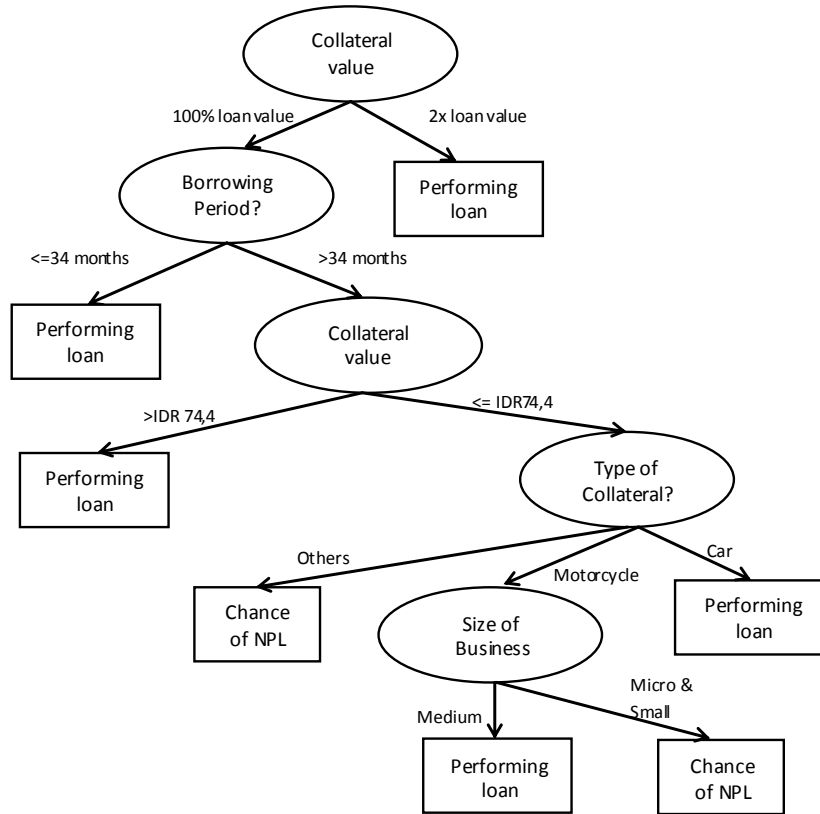 Collateral
value
100% loan value
2x loan value
Borrowing
Period?
Performing
loan
<=34 months
>34 months
Performing
loan
Collateral
value
>IDR 74,4
<= IDR74,4
Performing
loan
Type of
Collateral?
Others
Motorcycle
Car
Chance
of NPL
Size of
Business
Performing
loan
Medium
Micro &
Small
Performing
loan
Chance
of NPL